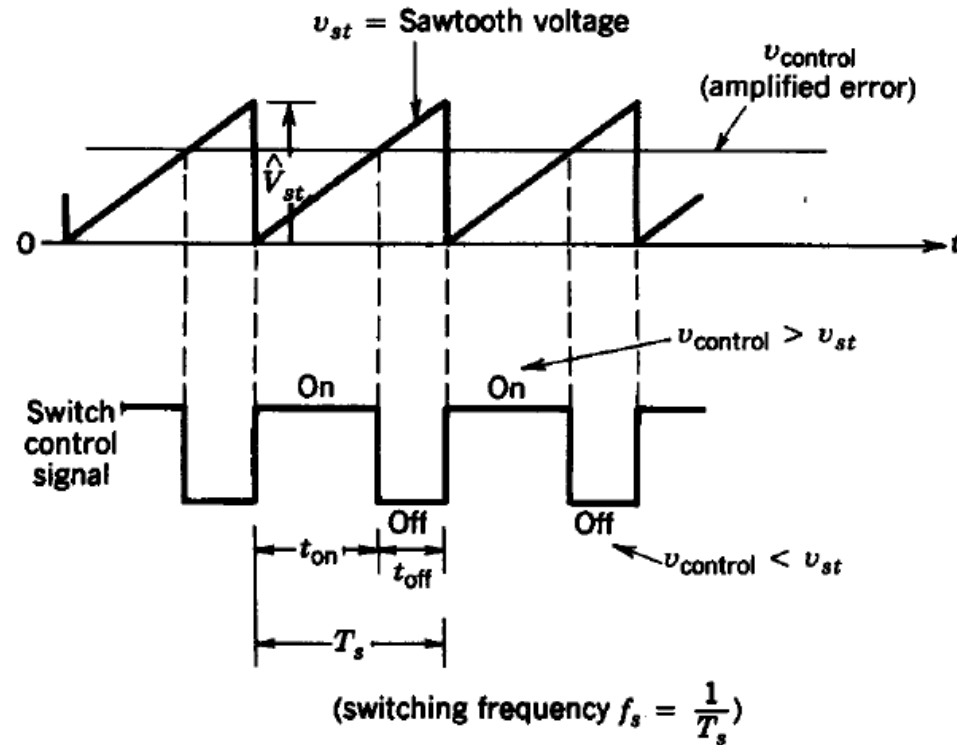 v_st = Sawtooth voltage
v_control
(amplified error)
V̂_st
0
t
v_control > v_st
On
On
Switch
control
signal
Off
Off
t_on
t_off
v_control < v_st
T_s
(switching frequency f_s = 1/T_s)